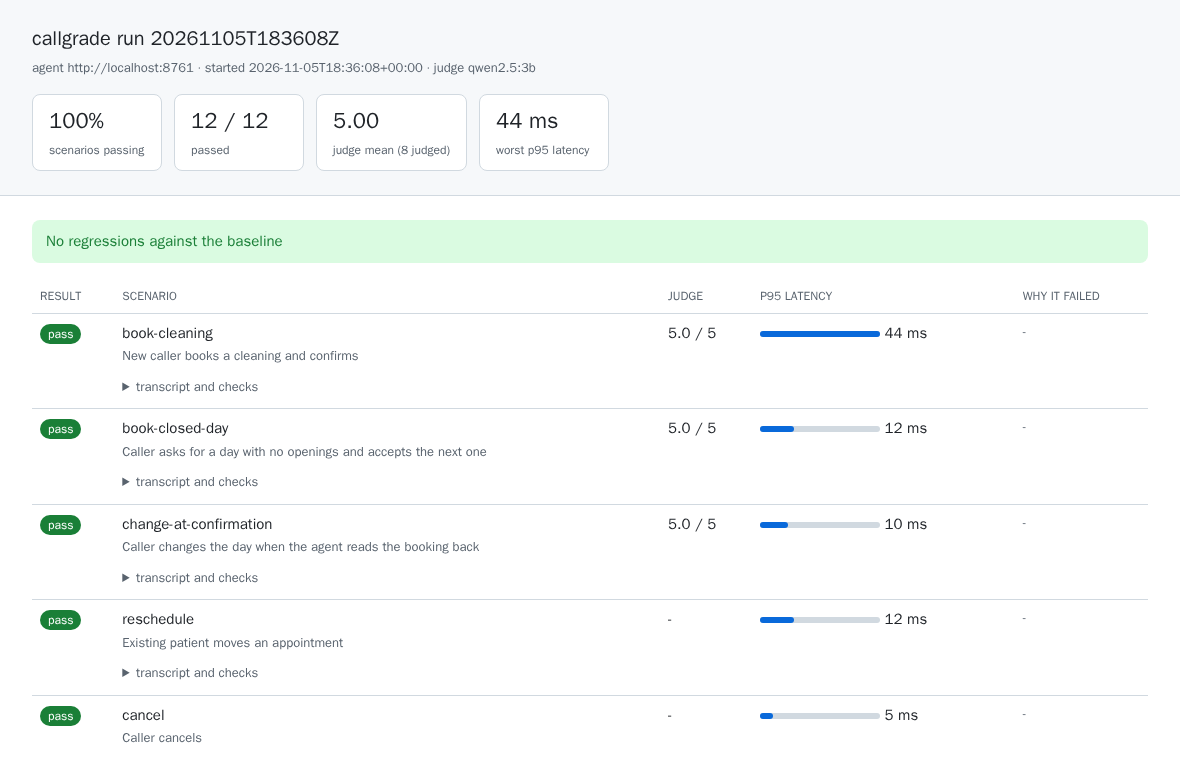 callgrade run 20261105T183608Z
agent http://localhost:8761 · started 2026-11-05T18:36:08+00:00 · judge qwen2.5:3b
100% 12 / 12 5.00 44 ms
scenarios passing passed judge mean (8 judged) worst p95 latency
No regressions against the baseline
RESULT SCENARIO JUDGE P95 LATENCY WHY IT FAILED
pass book-cleaning 5.0 / 5 44 ms -
New caller books a cleaning and confirms
transcript and checks
pass book-closed-day 5.0 / 5 12 ms -
Caller asks for a day with no openings and accepts the next one
transcript and checks
pass change-at-confirmation 5.0 / 5 10 ms -
Caller changes the day when the agent reads the booking back
transcript and checks
pass reschedule - 12 ms -
Existing patient moves an appointment
transcript and checks
pass cancel - 5 ms -
Caller cancels